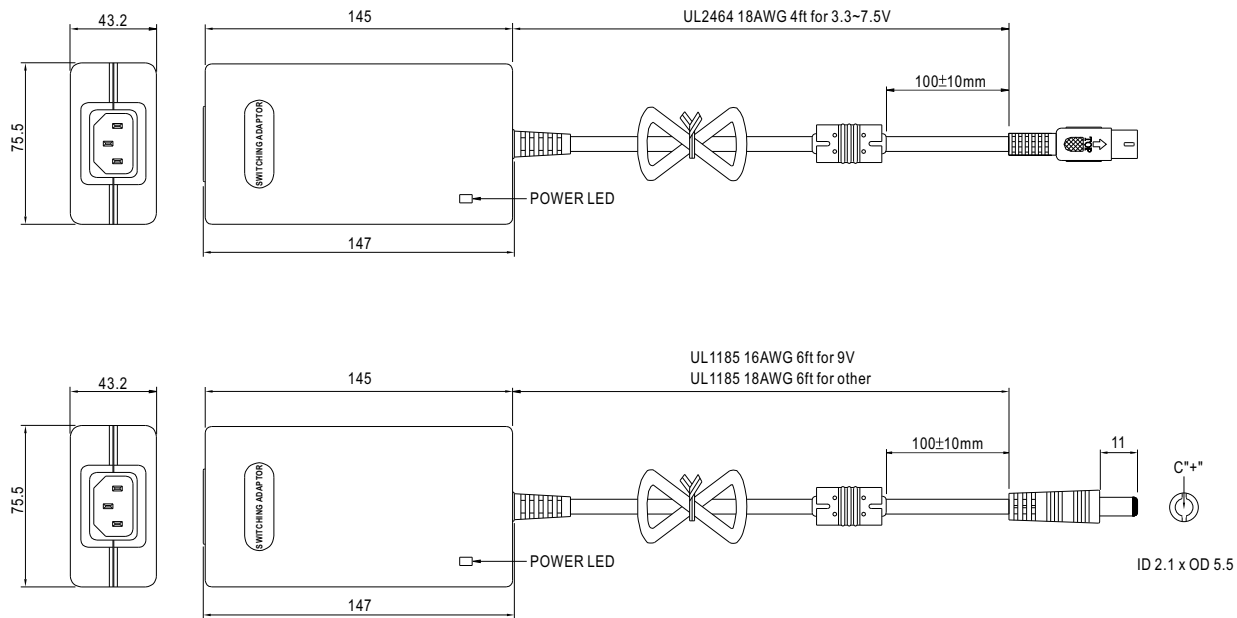 43.2
145
UL2464 18AWG 4ft for 3.3~7.5V
100±10mm
75.5
SWITCHING ADAPTOR
TOP
POWER LED
147
UL1185 16AWG 6ft for 9V
43.2
145
UL1185 18AWG 6ft for other
100±10mm
11
C"+"
75.5
SWITCHING ADAPTOR
POWER LED
ID 2.1 x OD 5.5
147